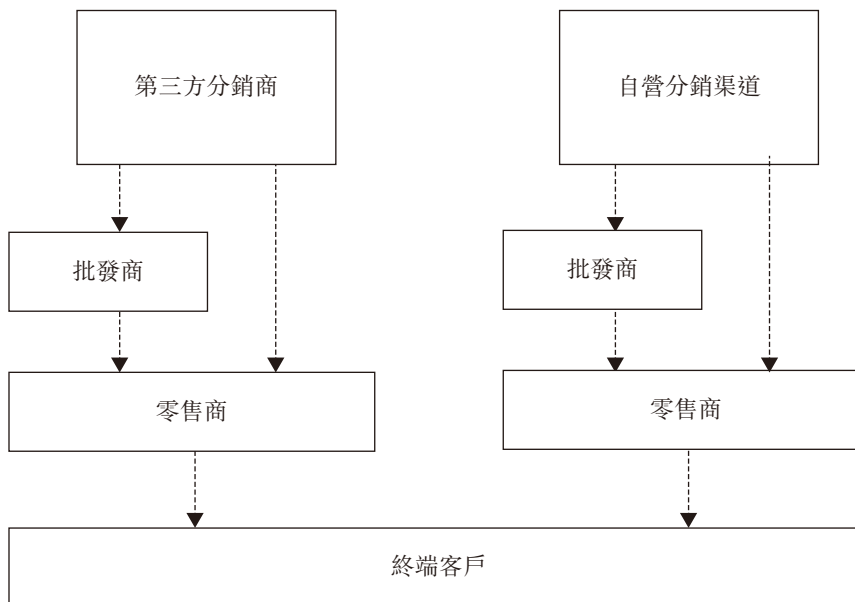 第三方分銷商
自營分銷渠道
批發商
批發商
零售商
零售商
終端客戶